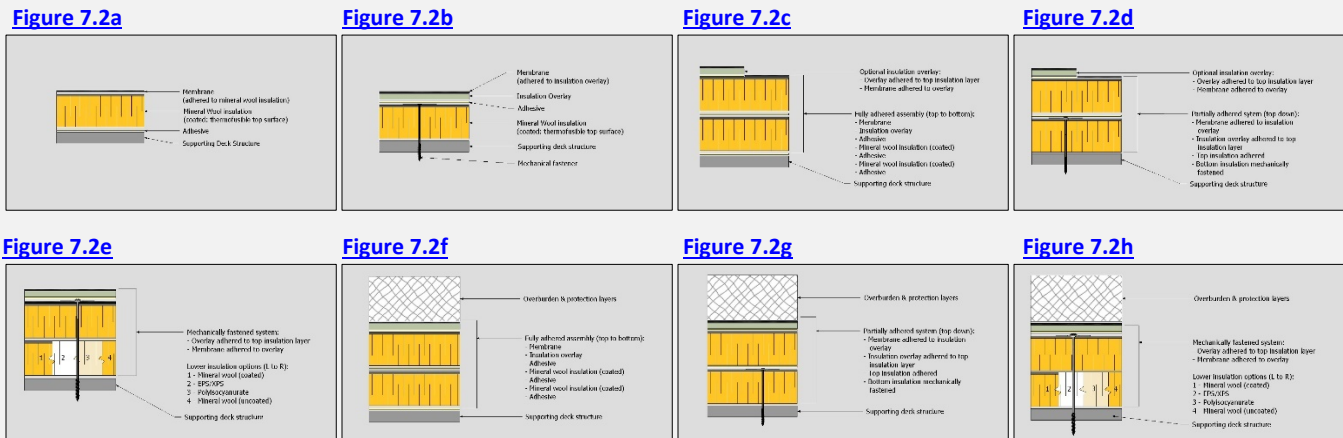 Figure 7.2a
Membrane
(adhered to mineral wool insulation)
Mineral Wool insulation
(coated; thermofusible top surface)
Adhesive
Supporting Deck Structure
Figure 7.2b
Membrane
(adhered to insulation overlay)
Insulation Overlay
Adhesive
Mineral Wool insulation
(coated; thermofusible top surface)
Supporting deck structure
Mechanical fastener
Figure 7.2c
Optional insulation overlay:
Overlay adhered to top insulation layer
- Membrane adhered to overlay
Fully adhered assembly (top to bottom):
- Membrane
Insulation overlay
- Adhesive
- Mineral wool insulation (coated)
- Adhesive
- Mineral wool insulation (coated)
- Adhesive
Supporting deck structure
Figure 7.2d
Optional insulation overlay:
- Overlay adhered to top insulation layer
- Membrane adhered to overlay
Partially adhered sytem (top down):
- Membrane adhered to insulation
overlay
- Insulation overlay adhered to top
insulation layer
- Top insulation adhered
- Bottom insulation mechanically
fastened
Supporting deck structure
Figure 7.2e
Mechanically fastened system:
- Overlay adhered to top insulation layer
- Membrane adhered to overlay
Lower insulation options (L to R):
1 - Mineral wool (coated)
2 - EPS/XPS
3 - Polyisocyanurate
4 - Mineral wool (uncoated)
Supporting deck structure
1 2 3 4
Figure 7.2f
Overburden & protection layers
Fully adhered assembly (top to bottom):
- Membrane
- Insulation overlay
Adhesive
- Mineral wool insulation (coated)
Adhesive
- Mineral wool insulation (coated)
- Adhesive
Supporting deck structure
Figure 7.2g
Overburden & protection layers
Partially adhered system (top down):
- Membrane adhered to insulation
overlay
- Insulation overlay adhered to top
insulation layer
Top insulation adhered
- Bottom insulation mechanically
fastened
Supporting deck structure
Figure 7.2h
Overburden & protection layers
Mechanically fastened system:
Overlay adhered to top insulation layer
- Membrane adhered to overlay
Lower insulation options (L to R):
1 - Mineral wool (coated)
2 - EPS/XPS
3 - Polyisocyanurate
4 Mineral wool (uncoated)
Supporting deck structure
1 2 3 4